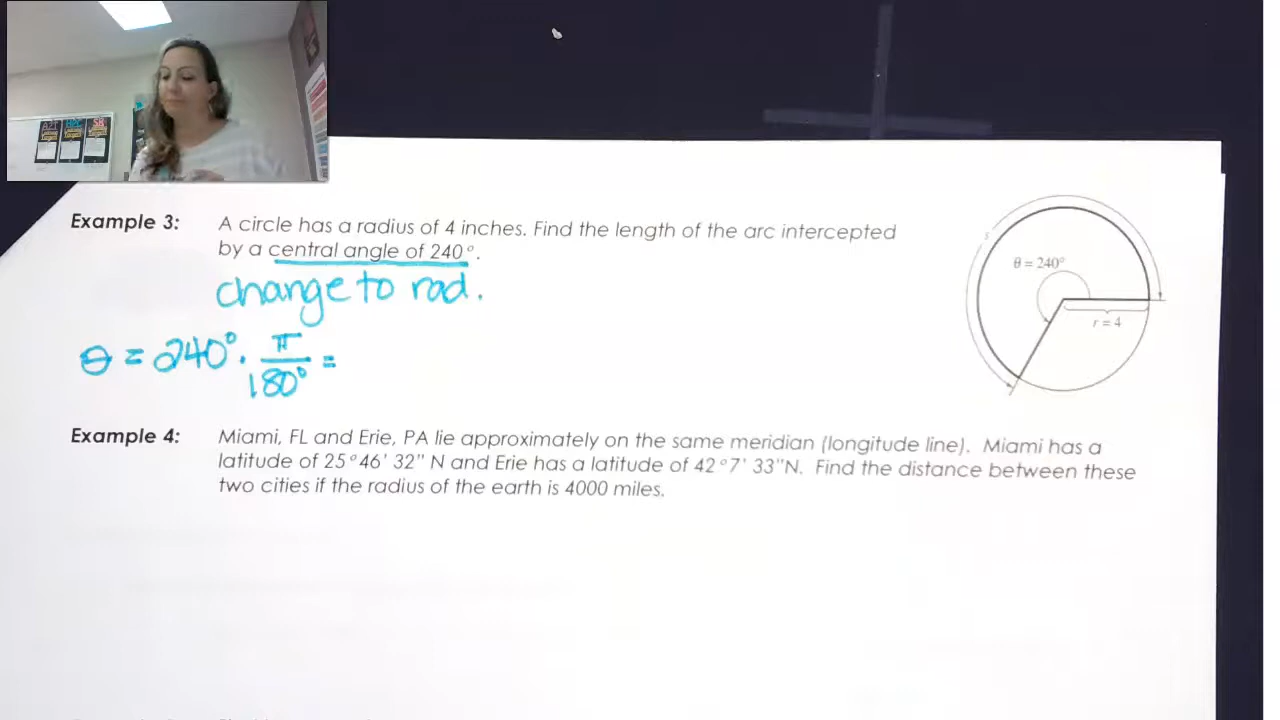 A2T HPC SR
Example 3: A circle has a radius of 4 inches. Find the length of the arc intercepted
by a central angle of 240°.
change to rad.
θ = 240° · π/180° =
s
θ = 240°
r = 4
Example 4: Miami, FL and Erie, PA lie approximately on the same meridian (longitude line). Miami has a
latitude of 25°46' 32" N and Erie has a latitude of 42°7' 33"N. Find the distance between these
two cities if the radius of the earth is 4000 miles.